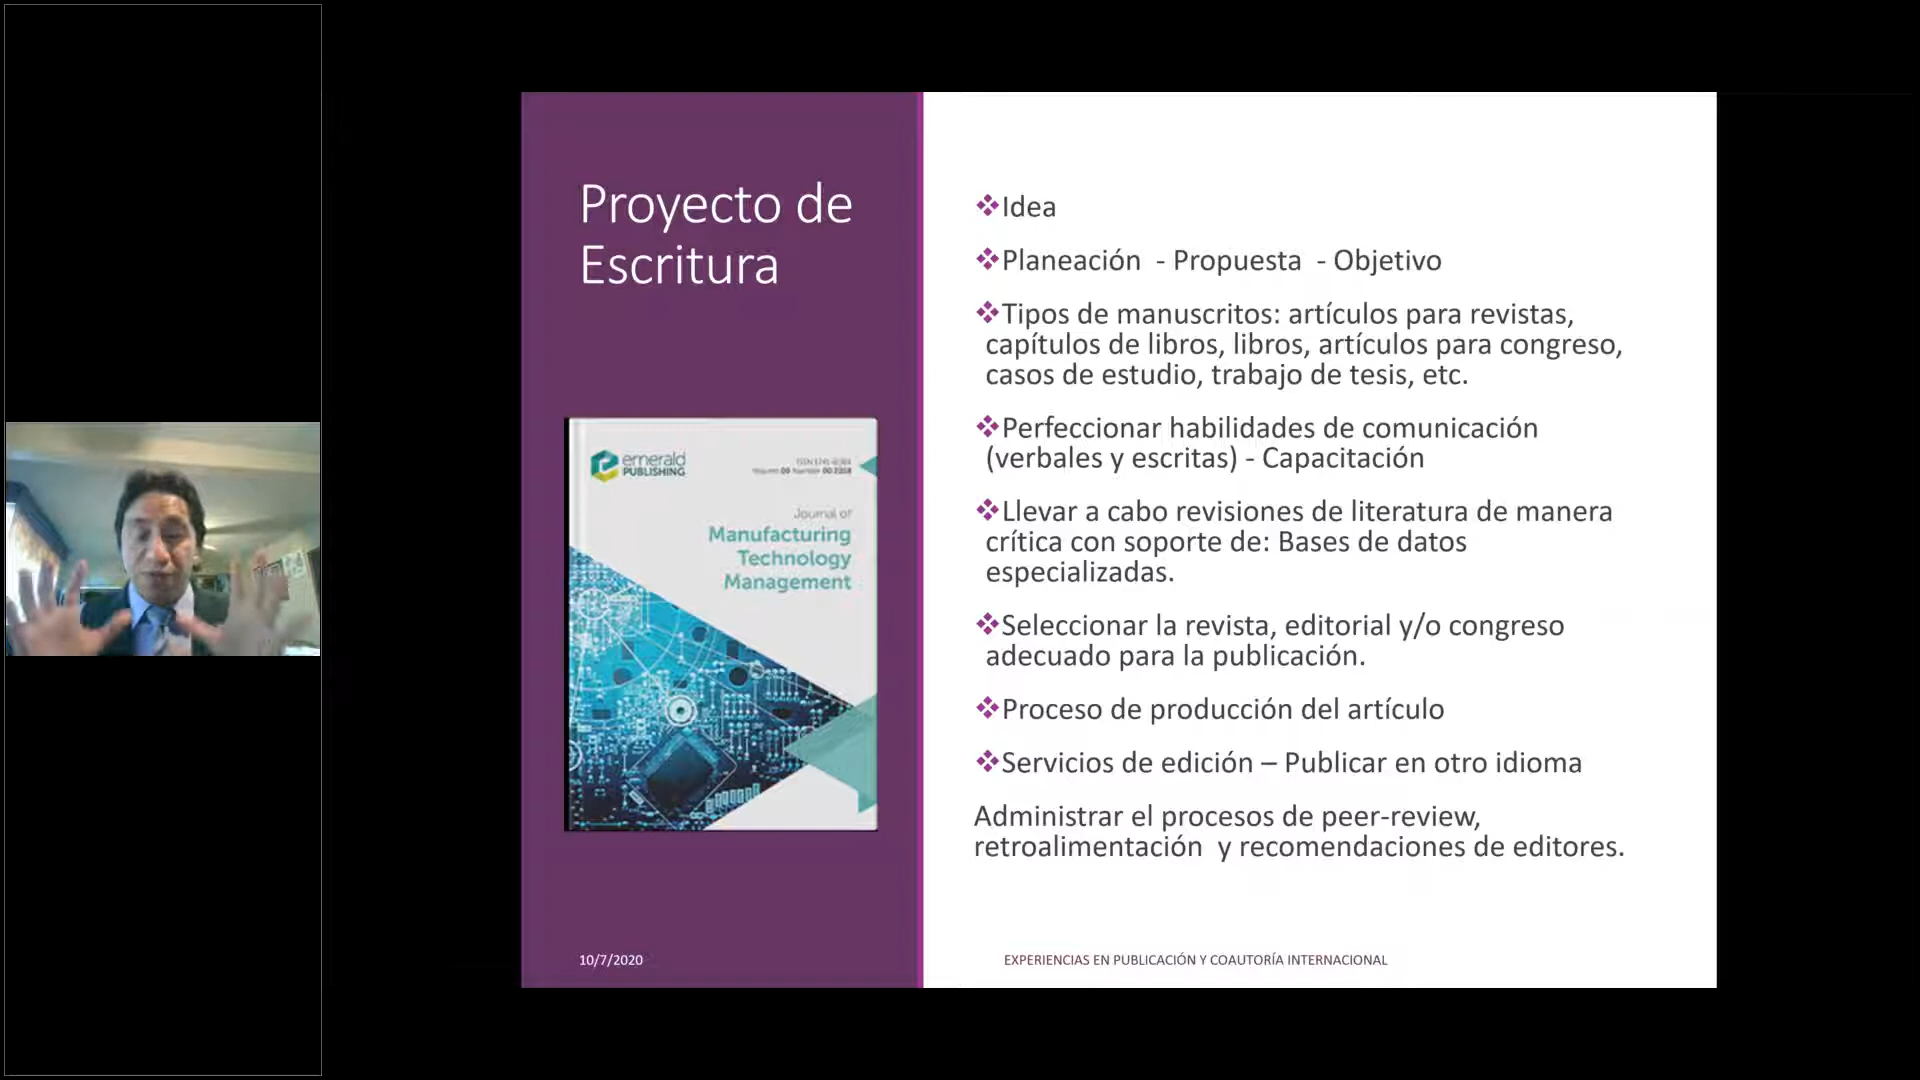 Proyecto de
Escritura
emerald
PUBLISHING
Journal of
Manufacturing
Technology
Management
10/7/2020
❖Idea
❖Planeación - Propuesta - Objetivo
❖Tipos de manuscritos: artículos para revistas,
capítulos de libros, libros, artículos para congreso,
casos de estudio, trabajo de tesis, etc.
❖Perfeccionar habilidades de comunicación
(verbales y escritas) - Capacitación
❖Llevar a cabo revisiones de literatura de manera
crítica con soporte de: Bases de datos
especializadas.
❖Seleccionar la revista, editorial y/o congreso
adecuado para la publicación.
❖Proceso de producción del artículo
❖Servicios de edición – Publicar en otro idioma
Administrar el procesos de peer-review,
retroalimentación y recomendaciones de editores.
EXPERIENCIAS EN PUBLICACIÓN Y COAUTORÍA INTERNACIONAL